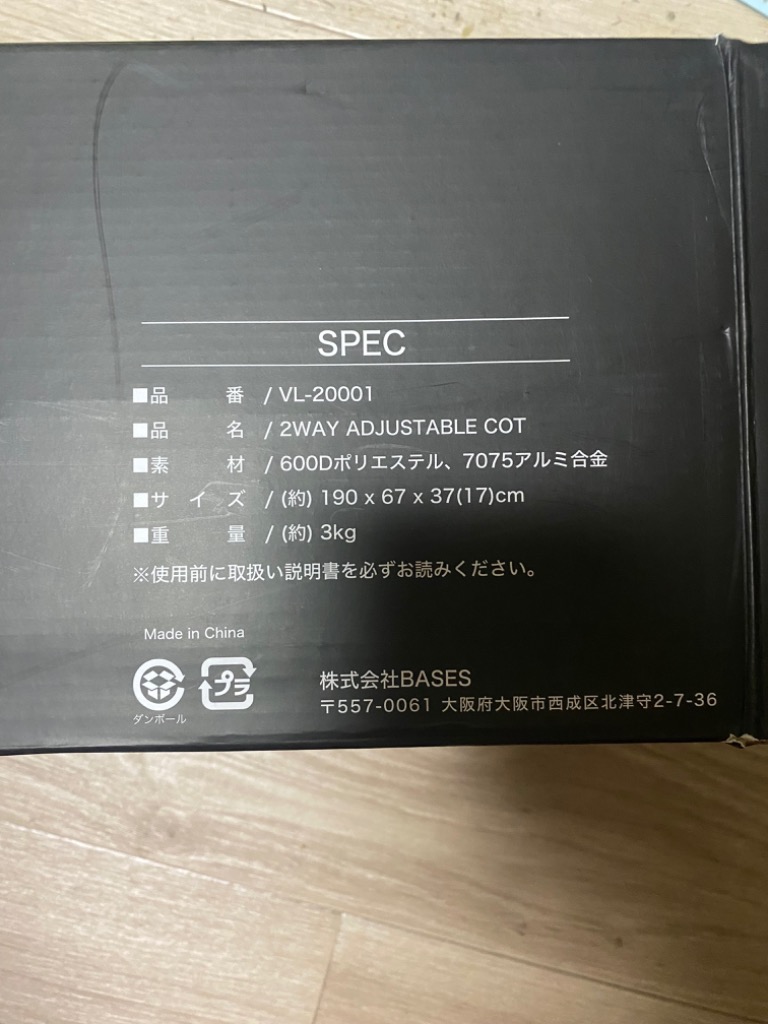 SPEC
■品　番 / VL-20001
■品　名 / 2WAY ADJUSTABLE COT
■素　材 / 600Dポリエステル、7075アルミ合金
■サ イ ズ / (約) 190 x 67 x 37(17)cm
■重　量 / (約) 3kg
※使用前に取扱い説明書を必ずお読みください。
Made in China
プラ
ダンボール
株式会社BASES
〒557-0061 大阪府大阪市西成区北津守2-7-36